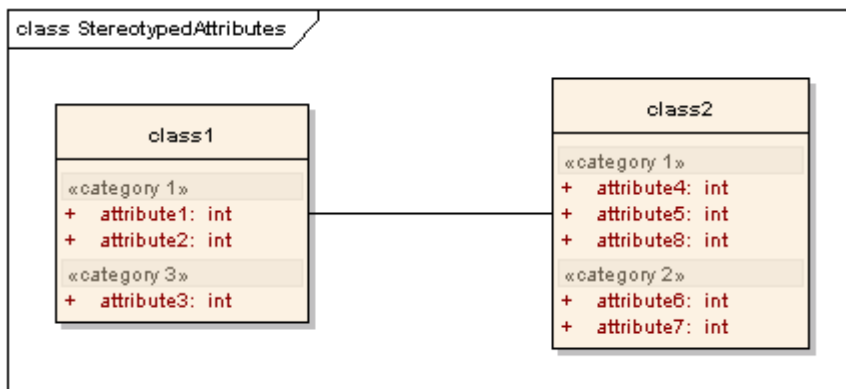 class StereotypedAttributes
class1
«category 1»
+ attribute1: int
+ attribute2: int
«category 3»
+ attribute3: int
class2
«category 1»
+ attribute4: int
+ attribute5: int
+ attribute8: int
«category 2»
+ attribute6: int
+ attribute7: int